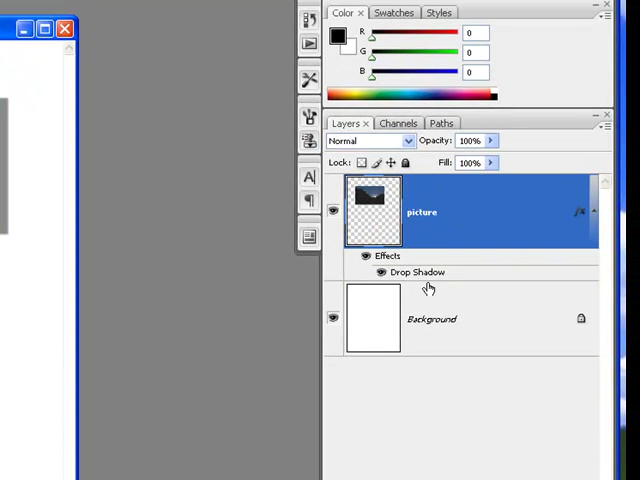 Color × Swatches Styles
R 0
G 0
B 0
Layers × Channels Paths
Normal Opacity: 100%
Lock: Fill: 100%
picture fx
Effects
Drop Shadow
Background
A
¶